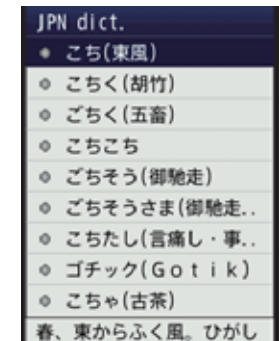 JPN dict.
こち(東風)
こちく(胡竹)
ごちく(五畜)
こちこち
ごちそう(御馳走)
ごちそうさま(御馳走..
こちたし(言痛し・事..
ゴチック(Ｇｏｔｉｋ)
こちゃ(古茶)
春、東からふく風。ひがし